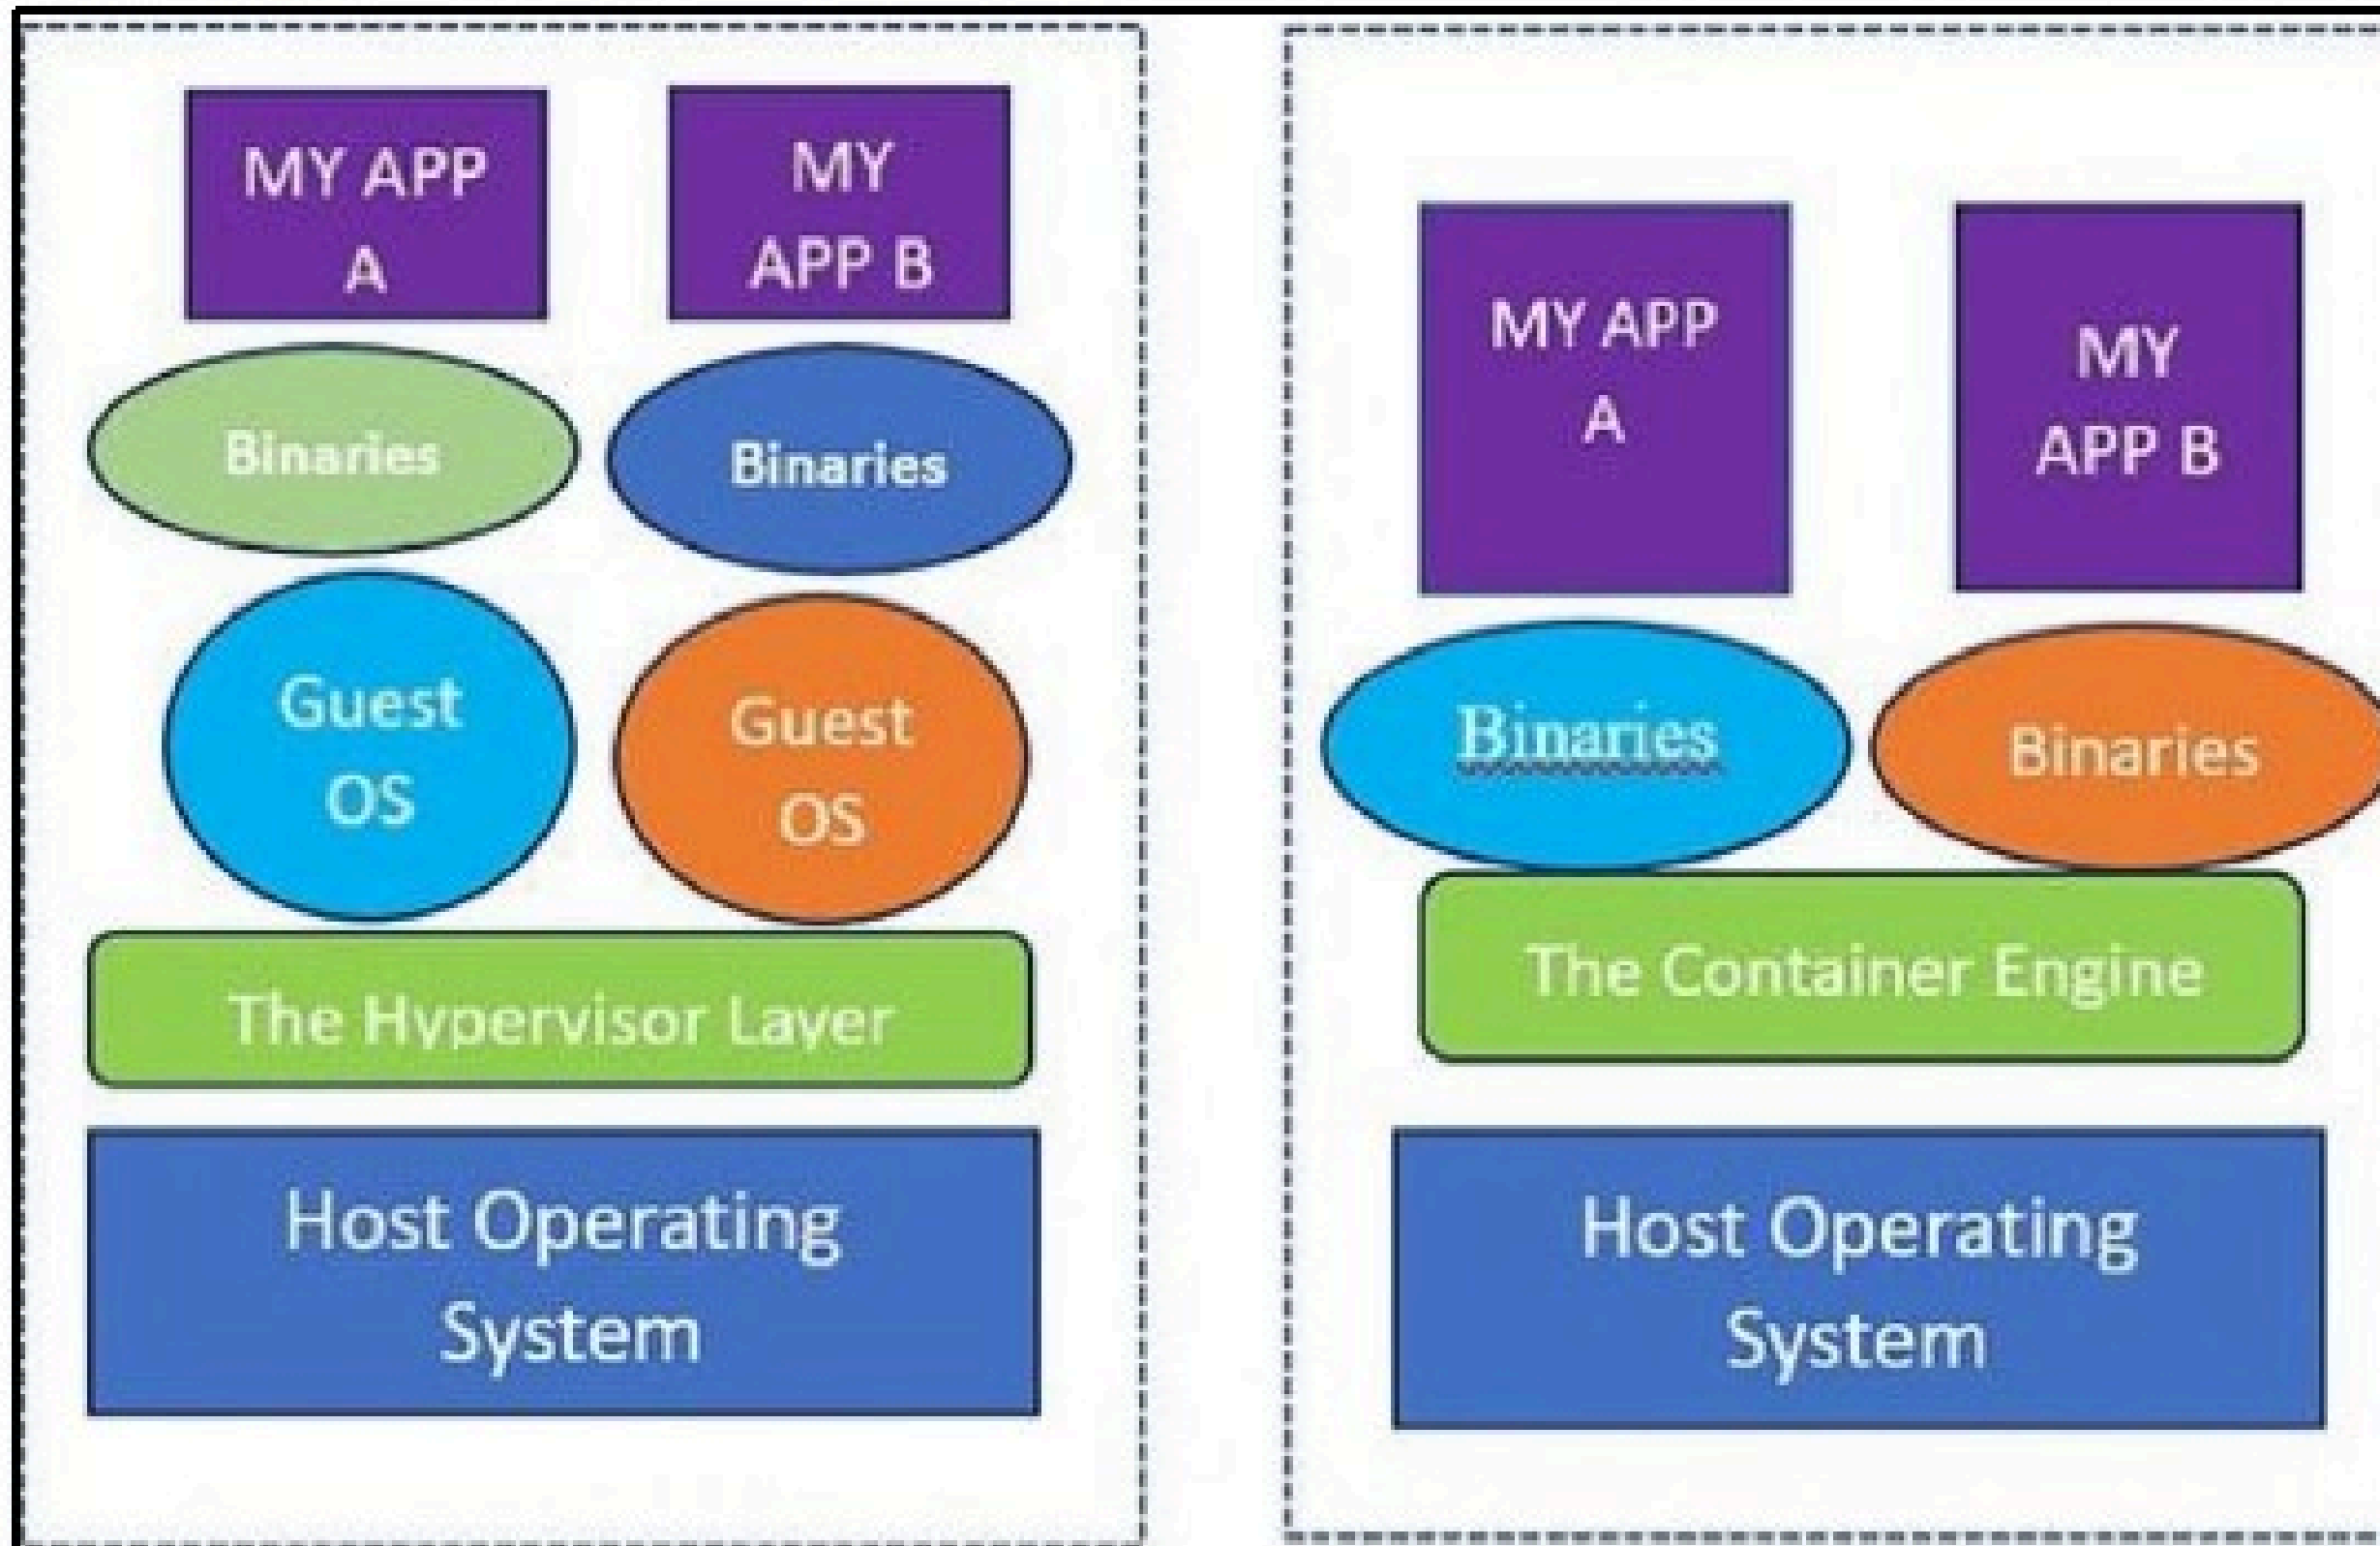 MY APP
A
MY
APP B
Binaries
Binaries
Guest
OS
Guest
OS
The Hypervisor Layer
Host Operating
System
MY APP
A
MY
APP B
Binaries
Binaries
The Container Engine
Host Operating
System